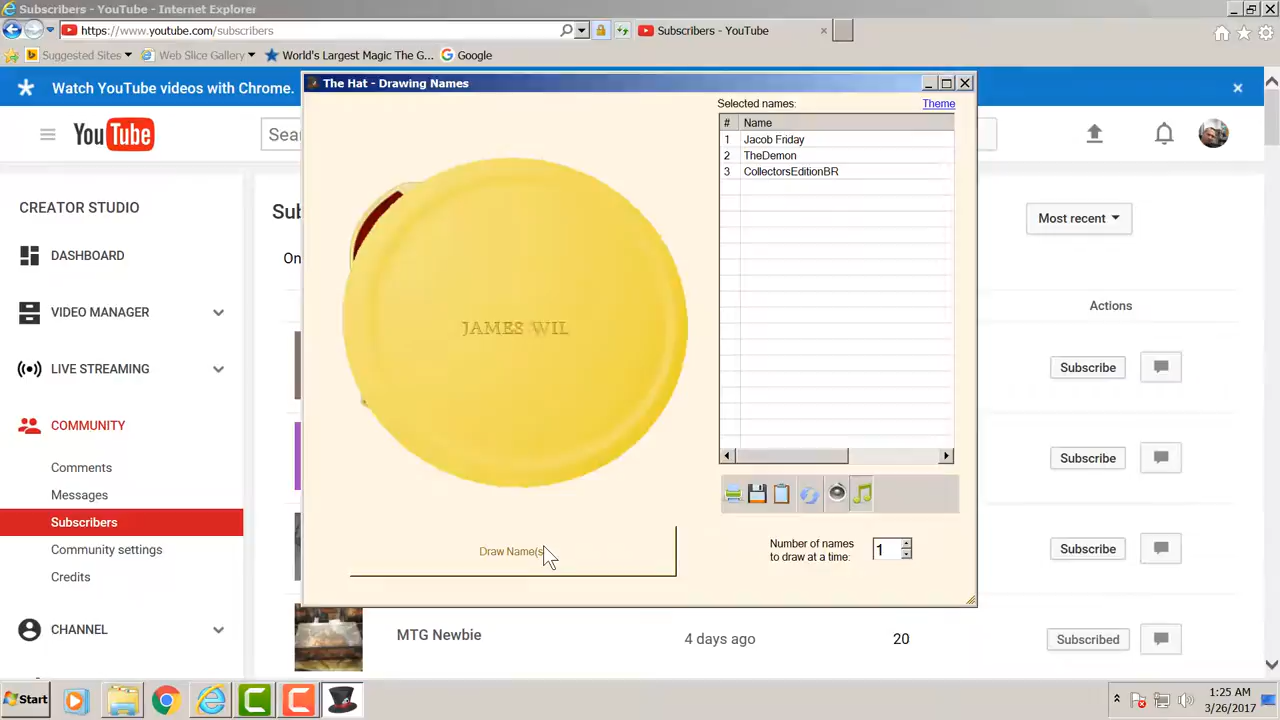 Subscribers - YouTube - Internet Explorer
https://www.youtube.com/subscribers
Subscribers - YouTube
Suggested Sites
Web Slice Gallery
World's Largest Magic The G...
Google
Watch YouTube videos with Chrome.
The Hat - Drawing Names
YouTube
Sea
CREATOR STUDIO
DASHBOARD
VIDEO MANAGER
LIVE STREAMING
COMMUNITY
Comments
Messages
Subscribers
Community settings
Credits
CHANNEL
Sub
On
Most recent
Actions
Subscribe
Subscribe
Subscribe
MTG Newbie 4 days ago 20 Subscribed
JAMES WIL
Draw Name(s
Selected names: Theme
# Name
1 Jacob Friday
2 TheDemon
3 CollectorsEditionBR
Number of names
to draw at a time: 1
Start
1:25 AM
3/26/2017